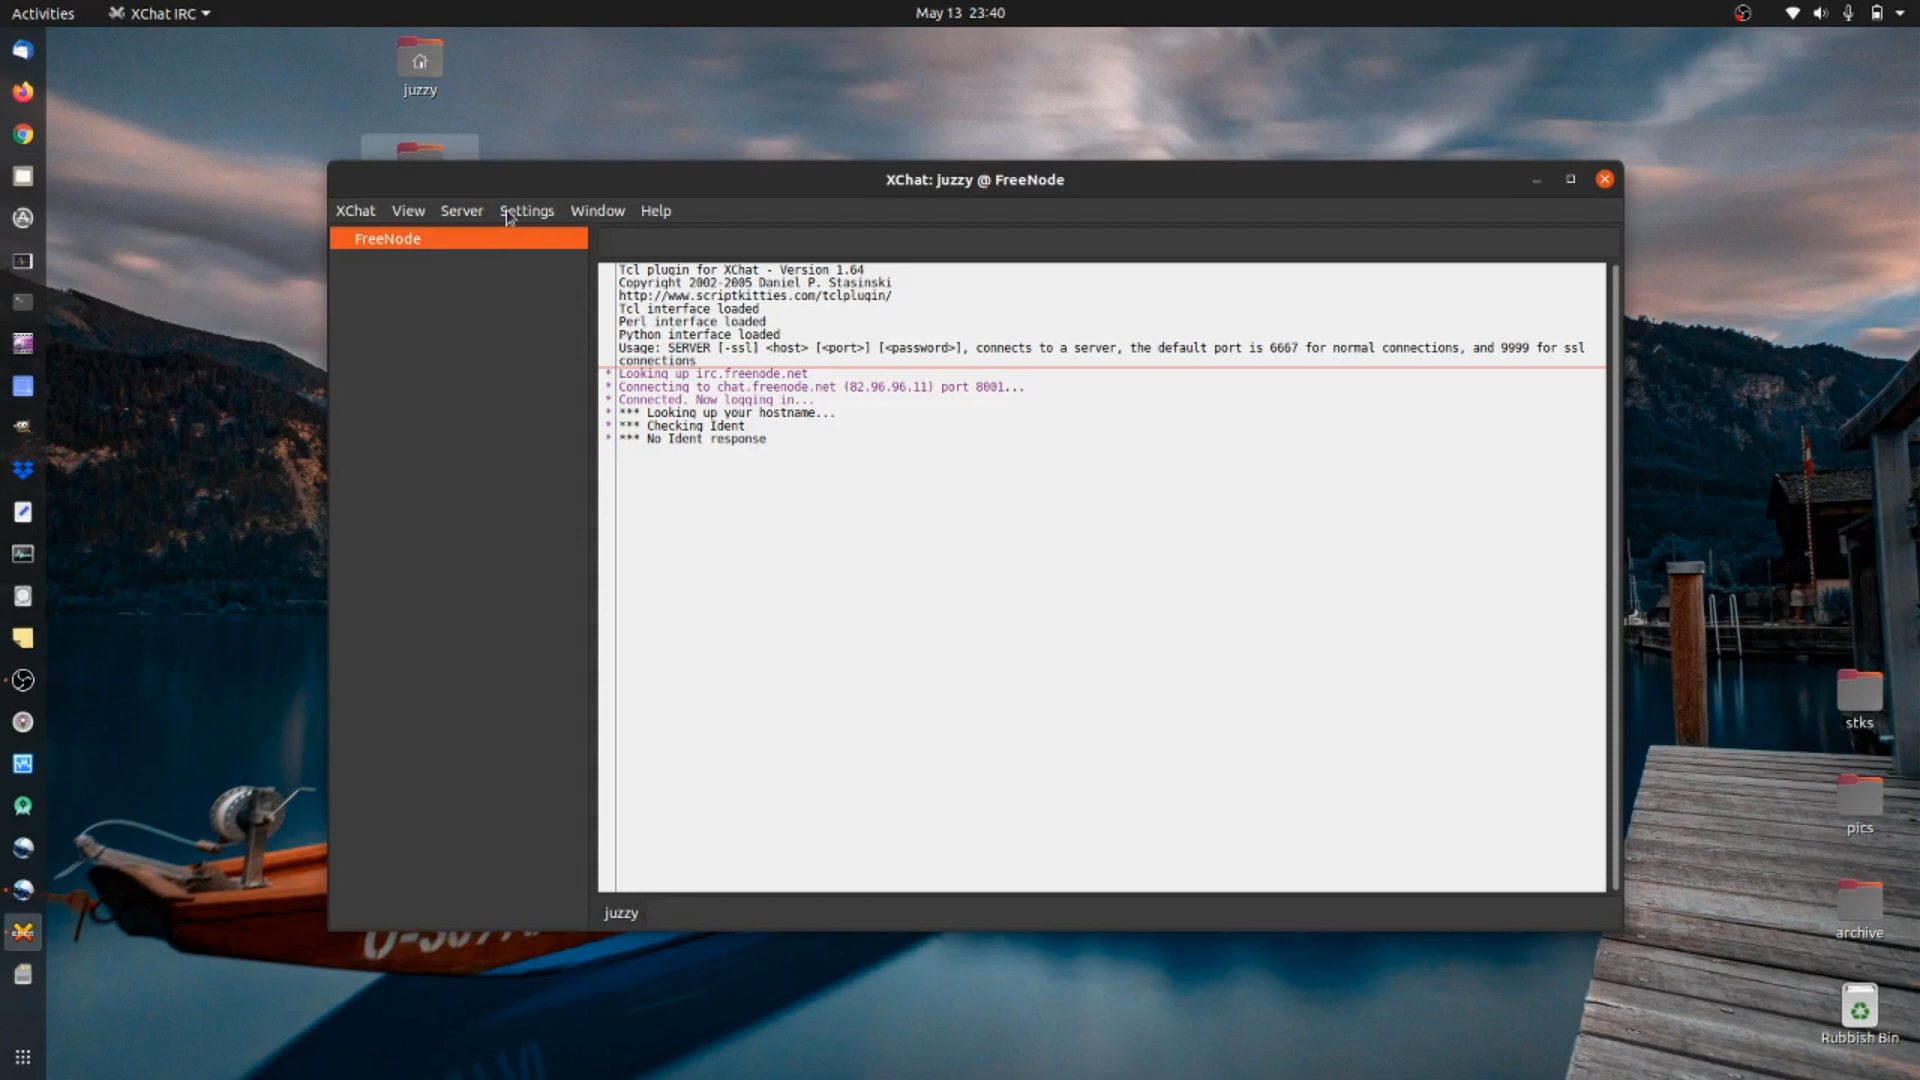 Activities
XChat IRC
May 13 23:40
juzzy
XChat: juzzy @ FreeNode
XChat View Server Settings Window Help
FreeNode
Tcl plugin for XChat - Version 1.64
Copyright 2002-2005 Daniel P. Stasinski
http://www.scriptkitties.com/tclplugin/
Tcl interface loaded
Perl interface loaded
Python interface loaded
Usage: SERVER [-ssl] <host> [<port>] [<password>], connects to a server, the default port is 6667 for normal connections, and 9999 for ssl
connections
* Looking up irc.freenode.net
* Connecting to chat.freenode.net (82.96.96.11) port 8001...
* Connected. Now logging in...
* *** Looking up your hostname...
* *** Checking Ident
* *** No Ident response
juzzy
stks
pics
archive
Rubbish Bin